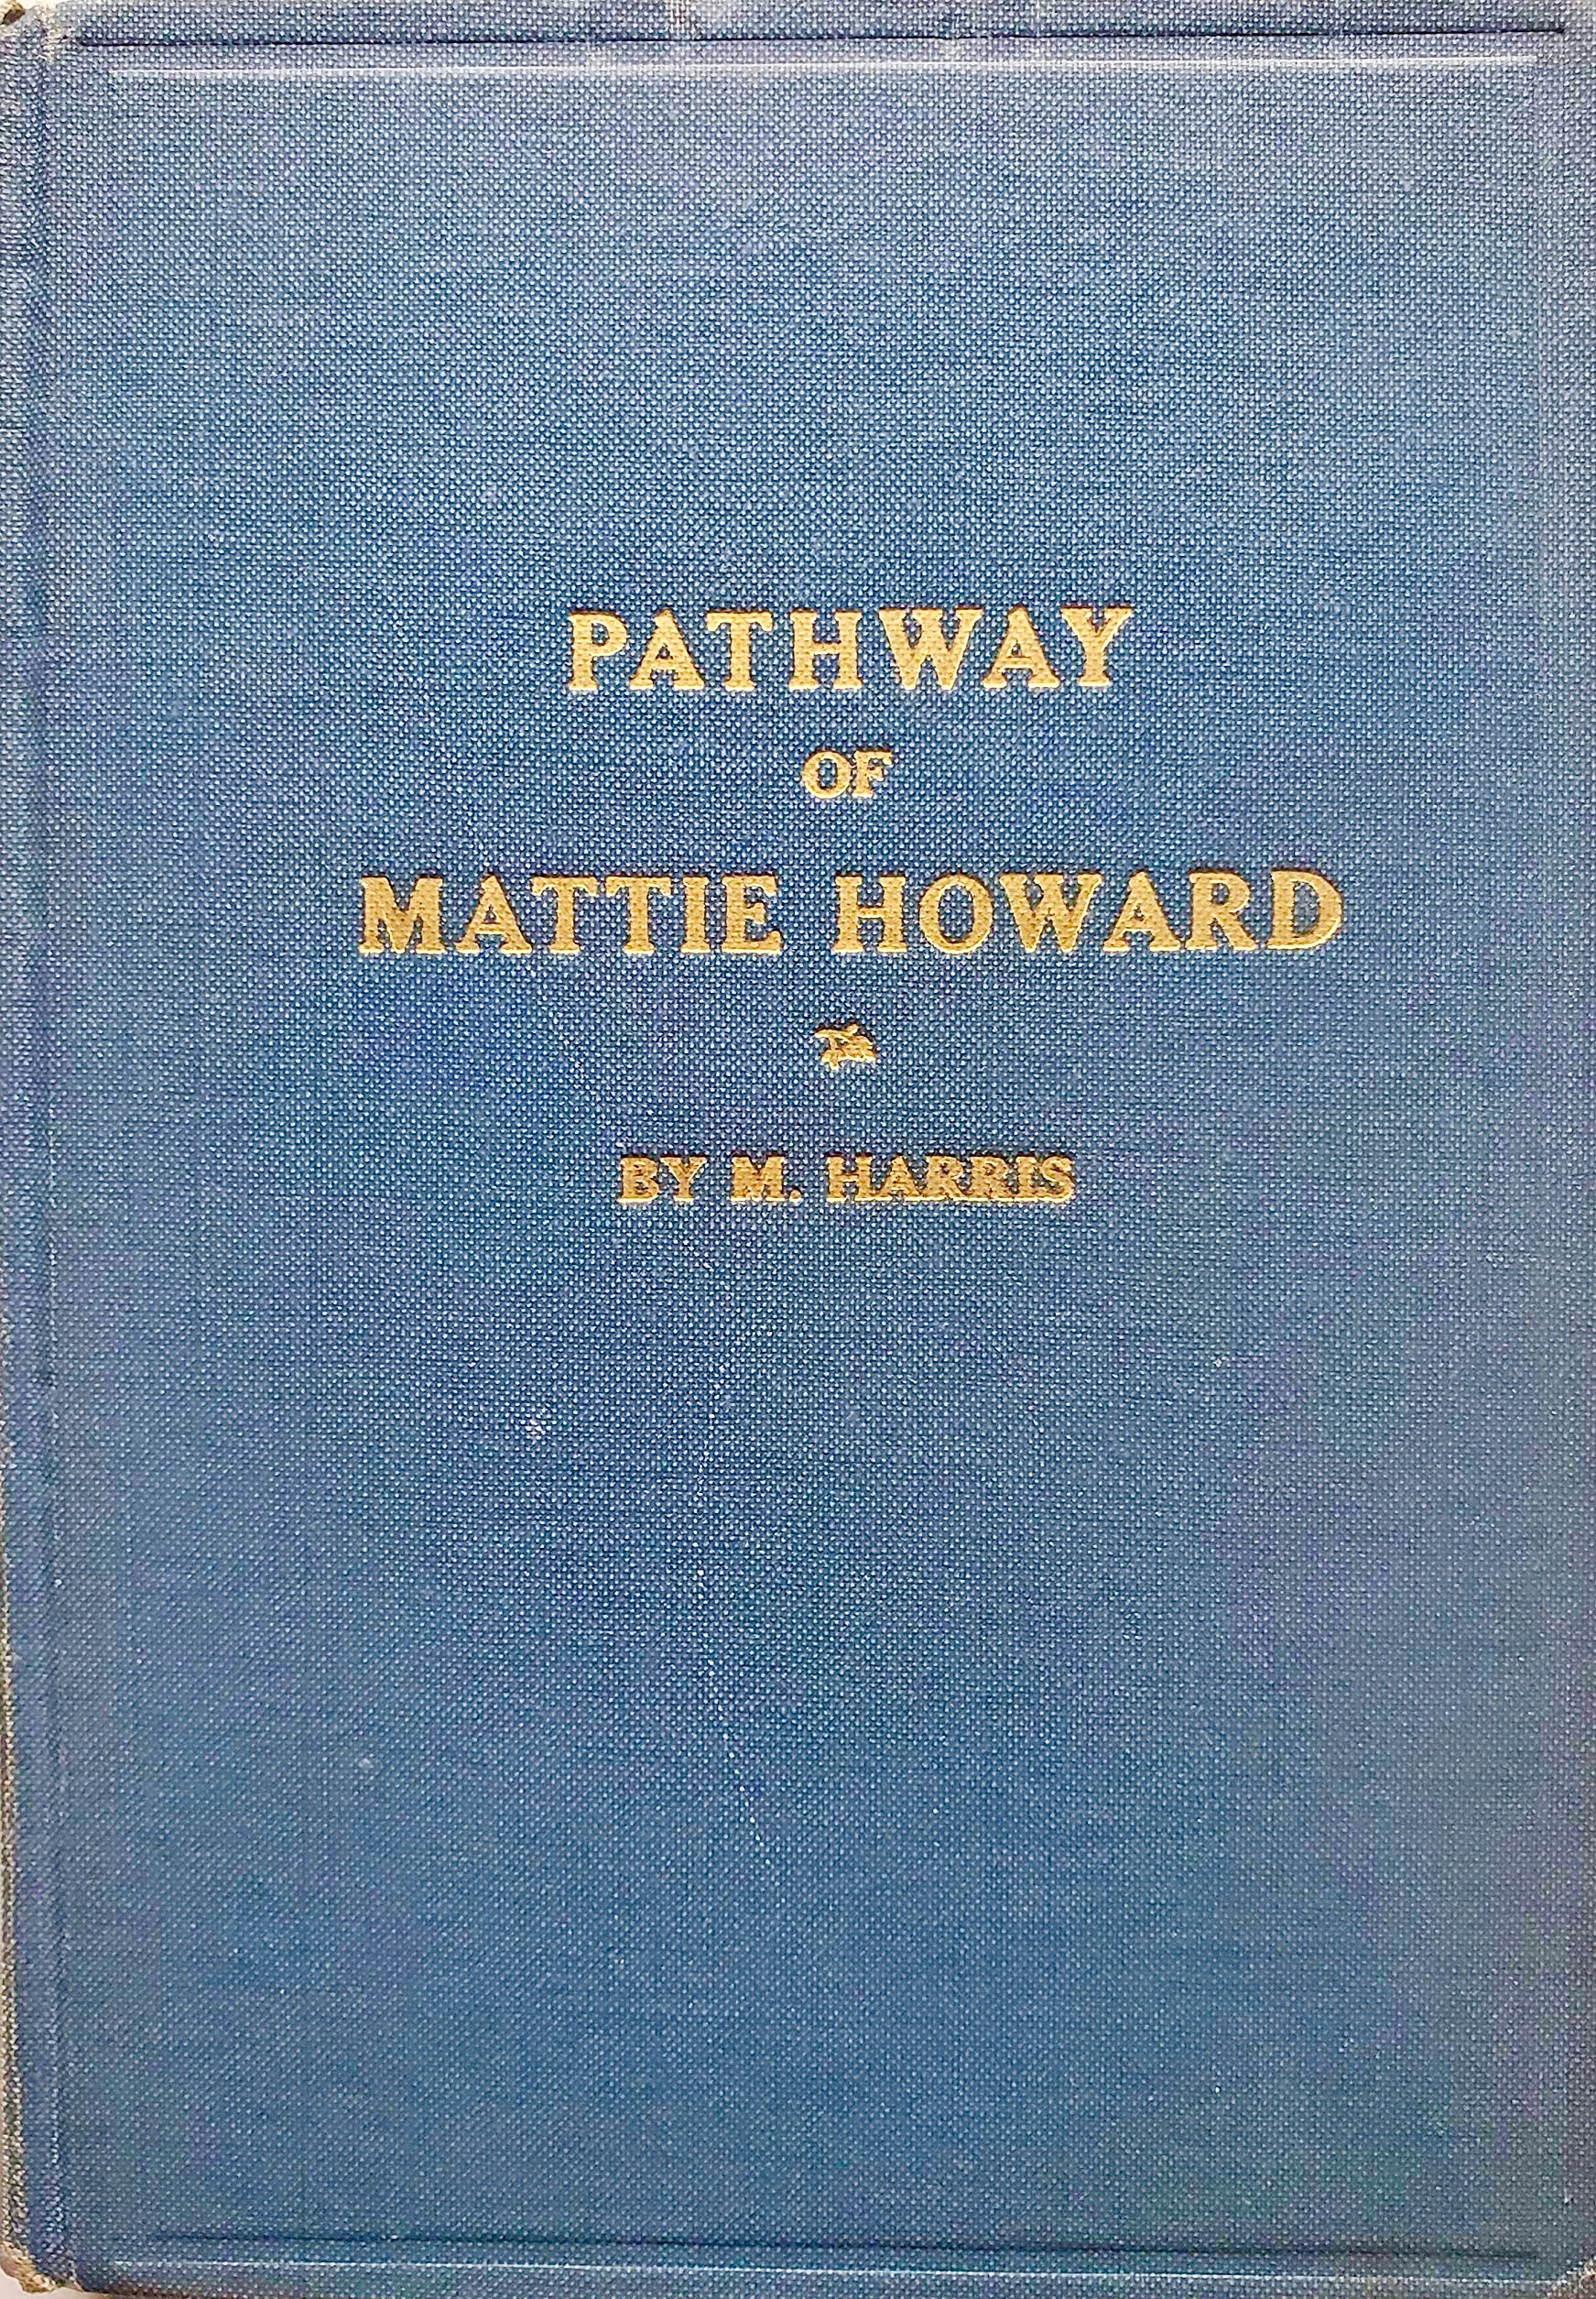 PATHWAY
OF
MATTIE HOWARD
BY M. HARRIS